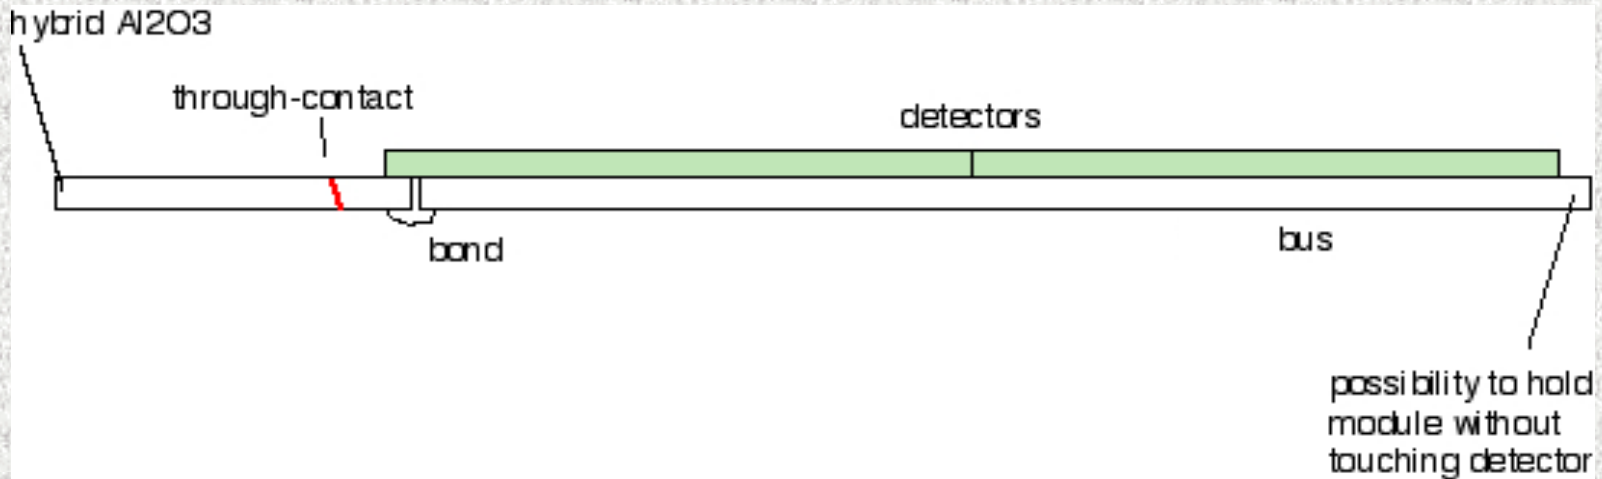 hybrid Al2O3
through-contact
detectors
bond
bus
possibility to hold
module without
touching detector